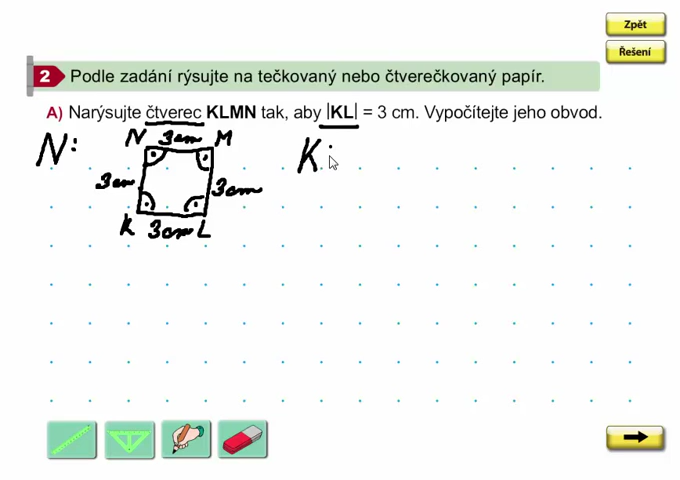 Zpět
Řešení
2 Podle zadání rýsujte na tečkovaný nebo čtverečkovaný papír.
A) Narýsujte čtverec KLMN tak, aby |KL| = 3 cm. Vypočítejte jeho obvod.
N:
N 3cm M
K:
3cm 3cm
K 3cm L